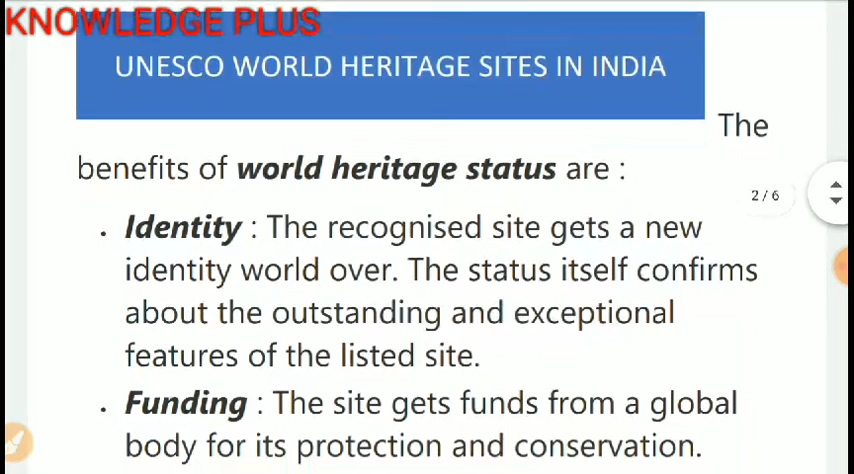 KNOWLEDGE PLUS
UNESCO WORLD HERITAGE SITES IN INDIA
The
benefits of world heritage status are :
2 / 6
• Identity : The recognised site gets a new
identity world over. The status itself confirms
about the outstanding and exceptional
features of the listed site.
• Funding : The site gets funds from a global
body for its protection and conservation.